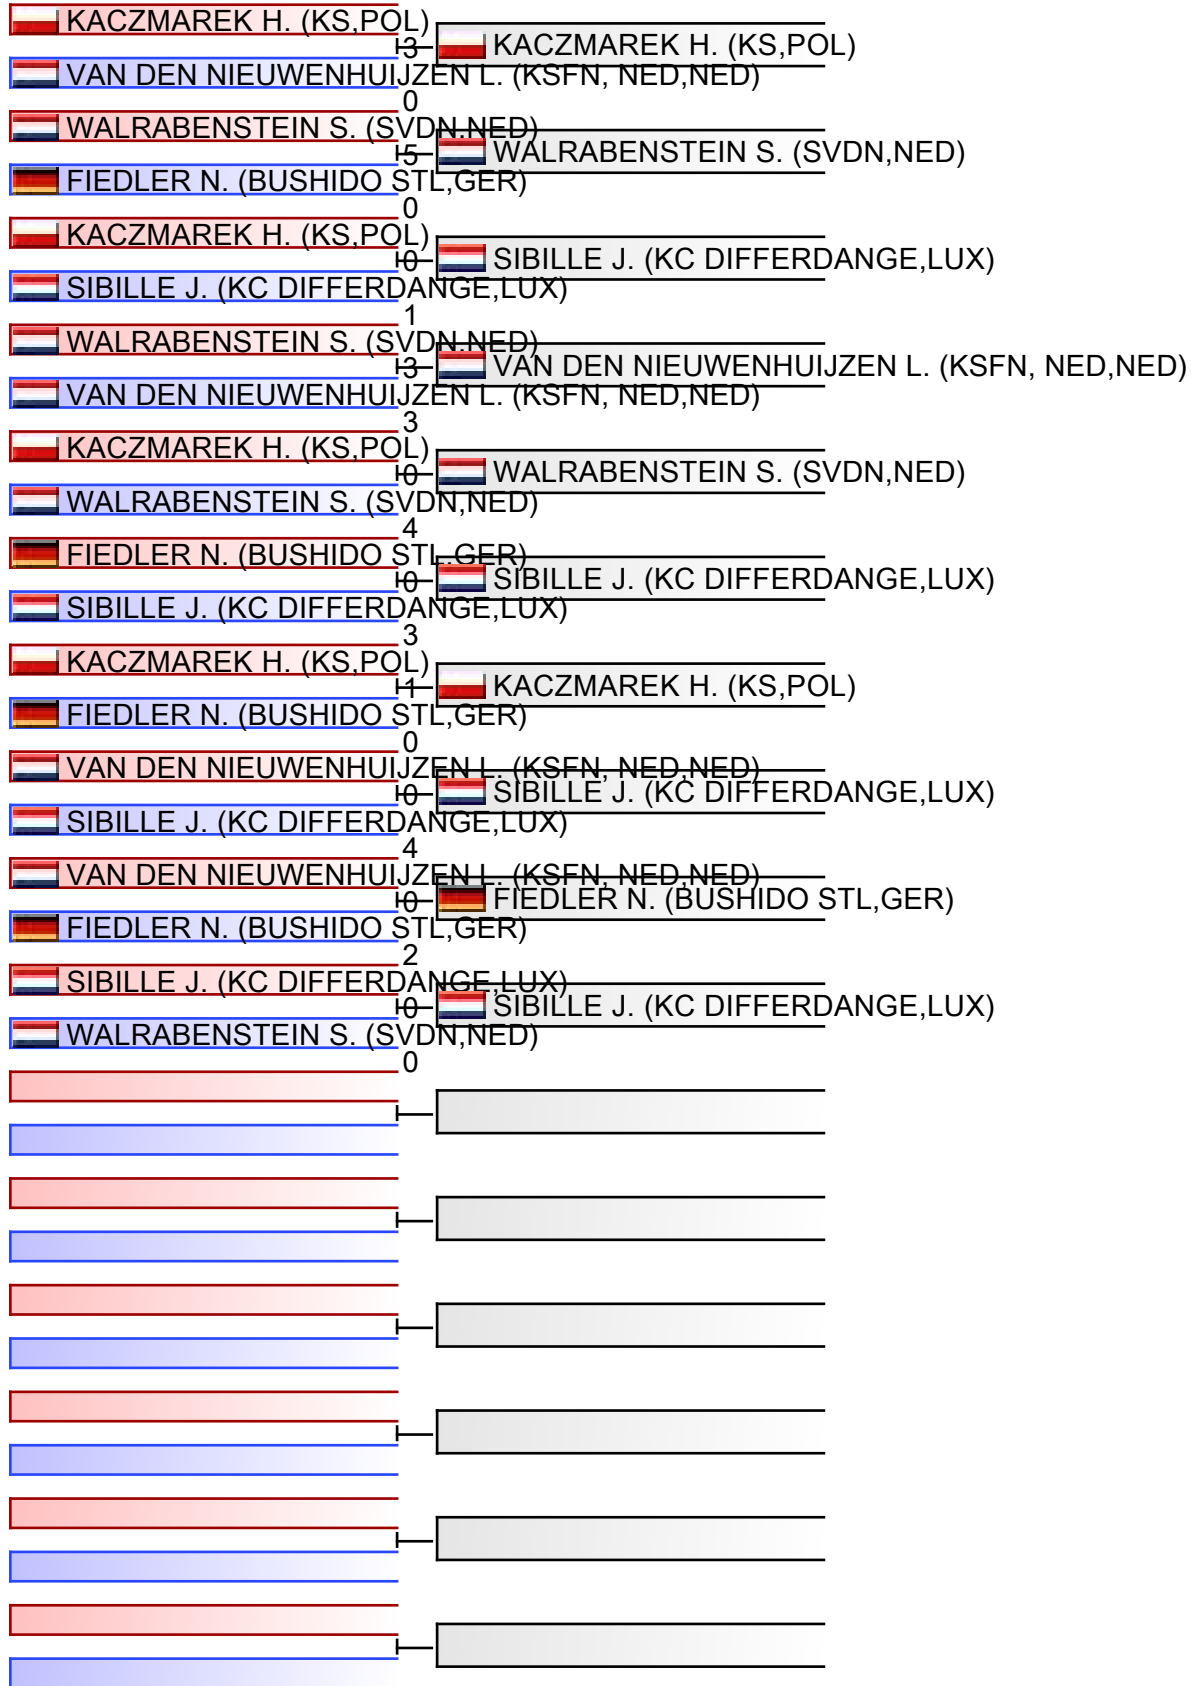 KACZMAREK H. (KS,POL)
3
KACZMAREK H. (KS,POL)
VAN DEN NIEUWENHUIJZEN L. (KSFN, NED,NED)
0
WALRABENSTEIN S. (SVDN,NED)
5
WALRABENSTEIN S. (SVDN,NED)
FIEDLER N. (BUSHIDO STL,GER)
0
KACZMAREK H. (KS,POL)
0
SIBILLE J. (KC DIFFERDANGE,LUX)
SIBILLE J. (KC DIFFERDANGE,LUX)
1
WALRABENSTEIN S. (SVDN,NED)
3
VAN DEN NIEUWENHUIJZEN L. (KSFN, NED,NED)
VAN DEN NIEUWENHUIJZEN L. (KSFN, NED,NED)
3
KACZMAREK H. (KS,POL)
0
WALRABENSTEIN S. (SVDN,NED)
WALRABENSTEIN S. (SVDN,NED)
4
FIEDLER N. (BUSHIDO STL,GER)
0
SIBILLE J. (KC DIFFERDANGE,LUX)
SIBILLE J. (KC DIFFERDANGE,LUX)
3
KACZMAREK H. (KS,POL)
1
KACZMAREK H. (KS,POL)
FIEDLER N. (BUSHIDO STL,GER)
0
VAN DEN NIEUWENHUIJZEN L. (KSFN, NED,NED)
0
SIBILLE J. (KC DIFFERDANGE,LUX)
SIBILLE J. (KC DIFFERDANGE,LUX)
4
VAN DEN NIEUWENHUIJZEN L. (KSFN, NED,NED)
0
FIEDLER N. (BUSHIDO STL,GER)
FIEDLER N. (BUSHIDO STL,GER)
2
SIBILLE J. (KC DIFFERDANGE,LUX)
0
SIBILLE J. (KC DIFFERDANGE,LUX)
WALRABENSTEIN S. (SVDN,NED)
0